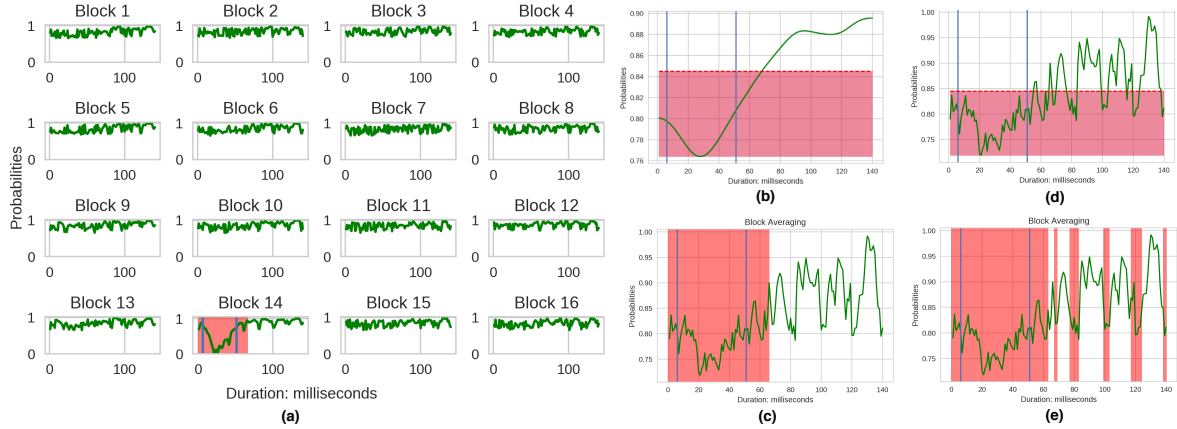 Block 1 Block 2 Block 3 Block 4
1 1 1 1
0 0 0 0
0 100 0 100 0 100 0 100
Block 5 Block 6 Block 7 Block 8
1 1 1 1
0 0 0 0
0 100 0 100 0 100 0 100
Block 9 Block 10 Block 11 Block 12
1 1 1 1
0 0 0 0
0 100 0 100 0 100 0 100
Block 13 Block 14 Block 15 Block 16
1 1 1 1
0 0 0 0
0 100 0 100 0 100 0 100
Probabilities
Duration: milliseconds
(a)
0.90
0.88
0.86
0.84
0.82
0.80
0.78
0.76
Probabilities
0 20 40 60 80 100 120 140
Duration: milliseconds
(b)
1.00
0.95
0.90
0.85
0.80
0.75
Probabilities
0 20 40 60 80 100 120 140
Duration: milliseconds
(d)
Block Averaging
1.00
0.95
0.90
0.85
0.80
0.75
Probabilities
0 20 40 60 80 100 120 140
Duration: milliseconds
(c)
Block Averaging
1.00
0.95
0.90
0.85
0.80
0.75
Probabilities
0 20 40 60 80 100 120 140
Duration: milliseconds
(e)